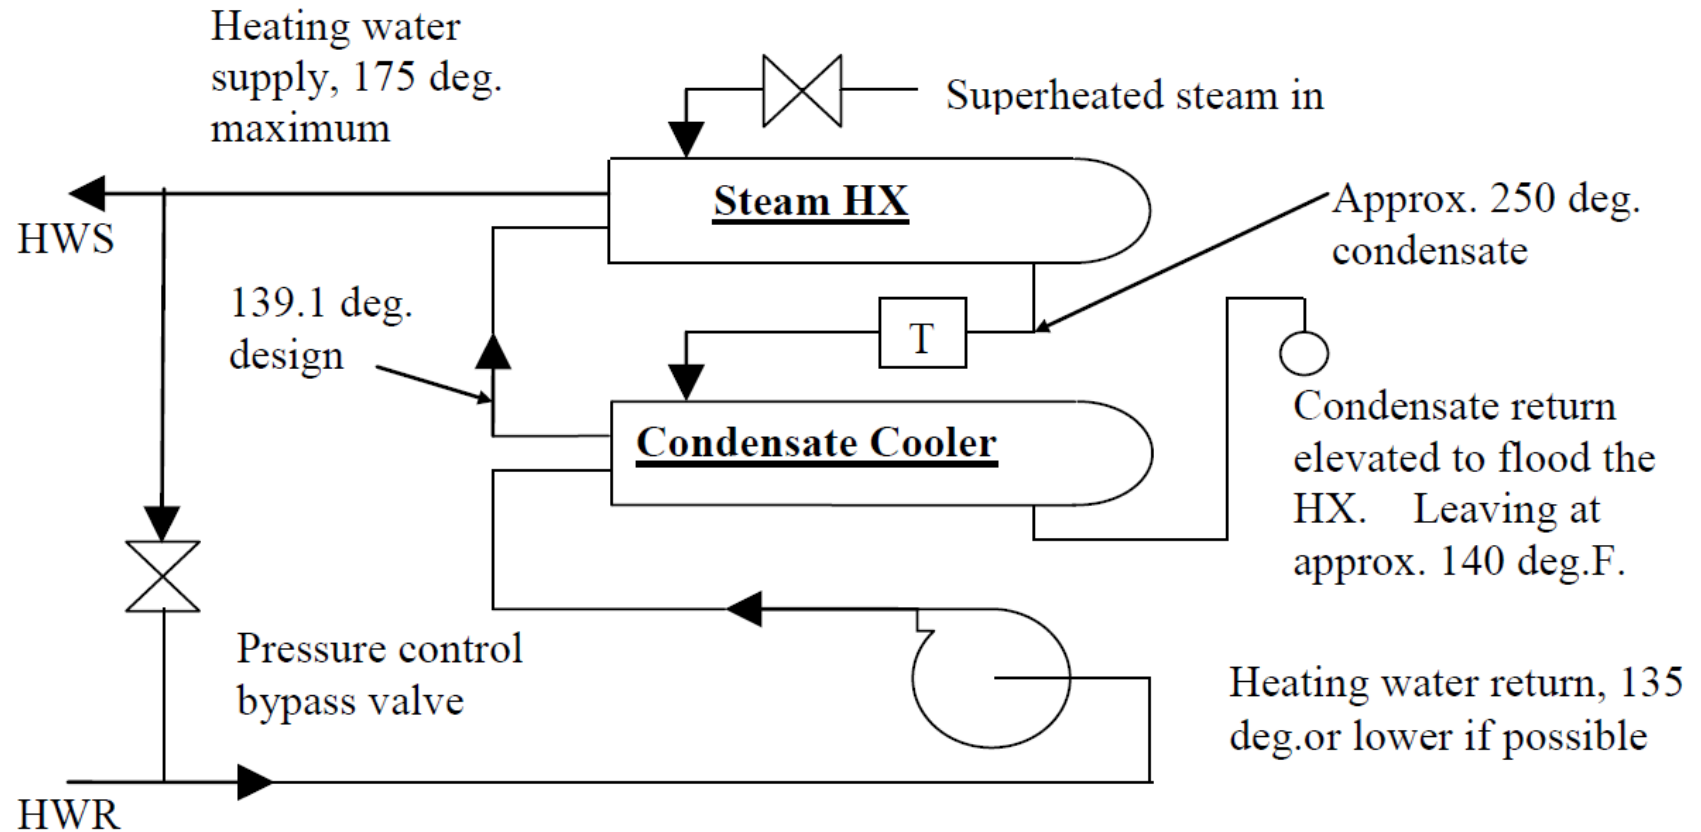 Heating water
supply, 175 deg.
maximum
Superheated steam in
Steam HX
HWS
Approx. 250 deg.
condensate
139.1 deg.
design
T
Condensate Cooler
Condensate return
elevated to flood the
HX. Leaving at
approx. 140 deg.F.
Pressure control
bypass valve
Heating water return, 135
deg.or lower if possible
HWR